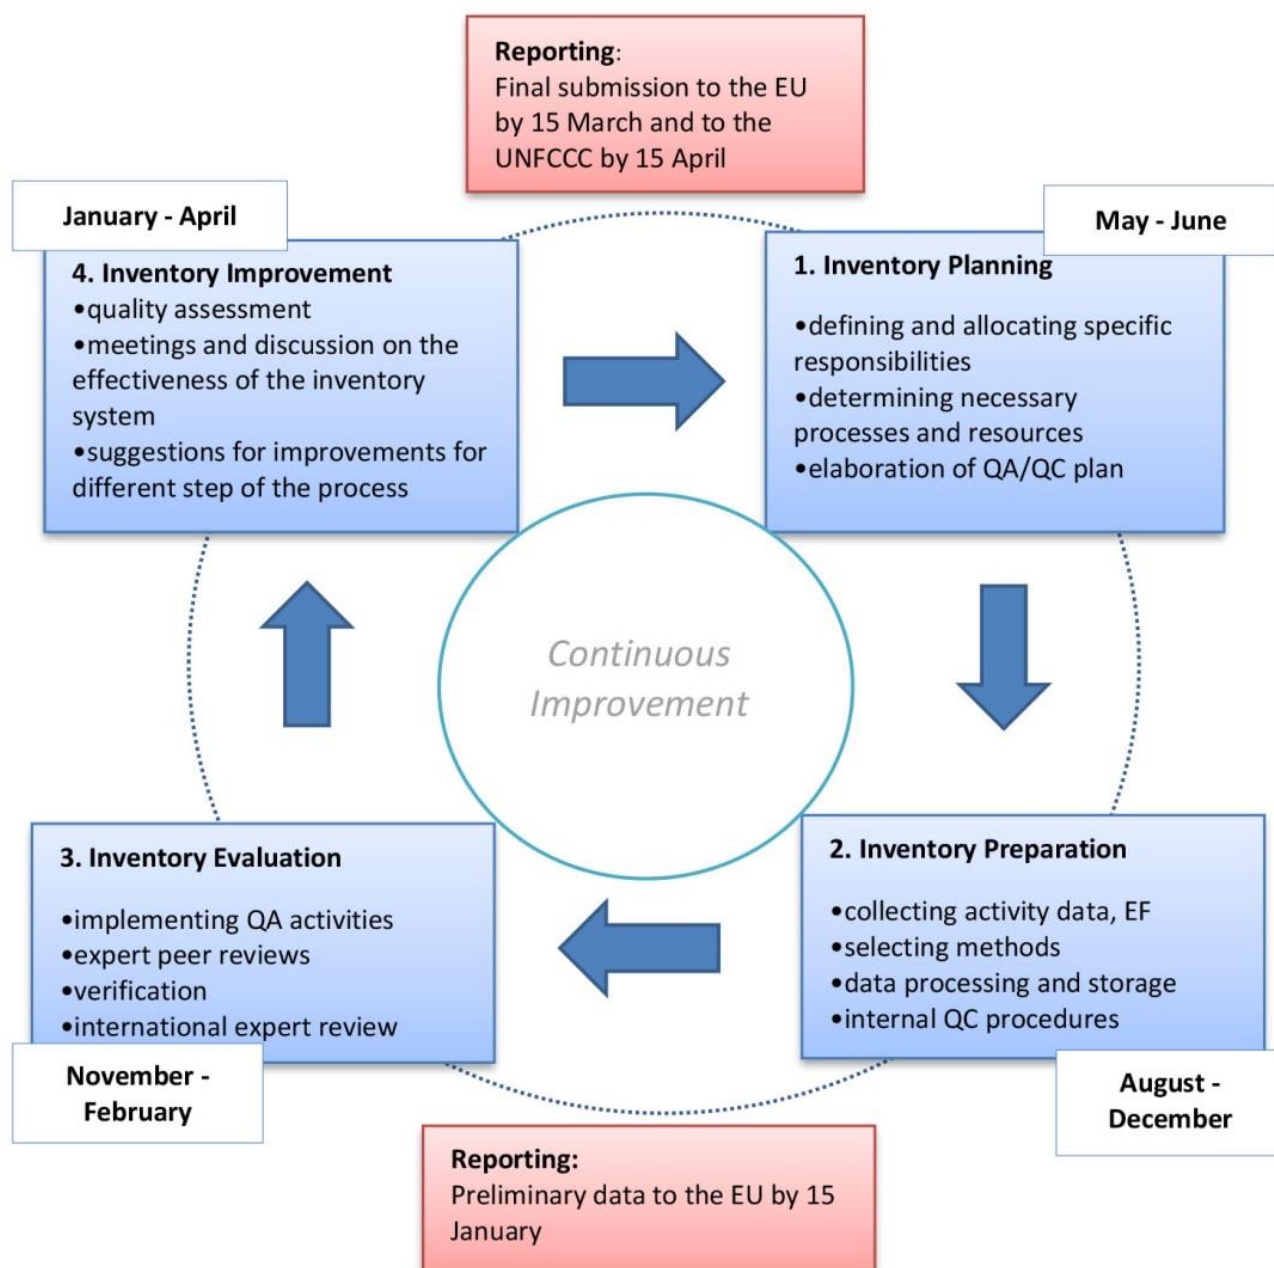 Reporting:
Final submission to the EU
by 15 March and to the
UNFCCC by 15 April
January - April
4. Inventory Improvement
•quality assessment
•meetings and discussion on the
effectiveness of the inventory
system
•suggestions for improvements for
different step of the process
May - June
1. Inventory Planning
•defining and allocating specific
responsibilities
•determining necessary
processes and resources
•elaboration of QA/QC plan
Continuous
Improvement
3. Inventory Evaluation
•implementing QA activities
•expert peer reviews
•verification
•international expert review
November -
February
2. Inventory Preparation
•collecting activity data, EF
•selecting methods
•data processing and storage
•internal QC procedures
August -
December
Reporting:
Preliminary data to the EU by 15
January